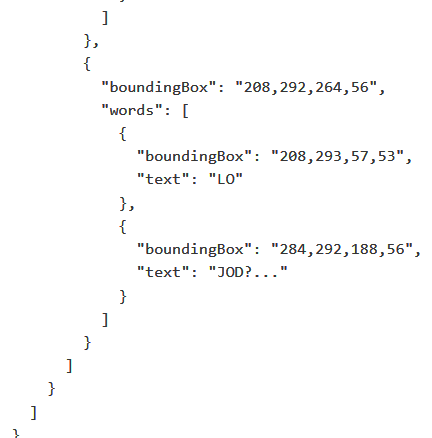 ]
},
{
"boundingBox": "208,292,264,56",
"words": [
{
"boundingBox": "208,293,57,53",
"text": "LO"
},
{
"boundingBox": "284,292,188,56",
"text": "JOD?..."
}
]
}
]
}
]
}